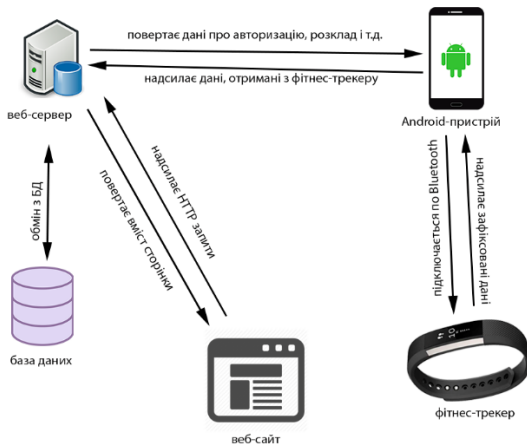 повертає дані про авторизацію, розклад і т.д.
надсилає дані, отримані з фітнес-трекеру
веб-сервер
Android-пристрій
обмін з БД
повертає вміст сторінки
надсилає HTTP запити
підключається по Bluetooth
надсилає зафіксовані дані
база даних
веб-сайт
фітнес-трекер